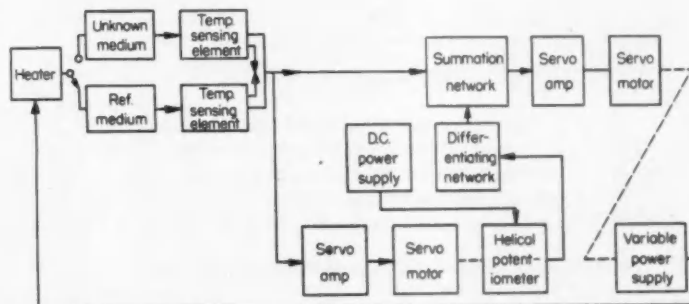 Unknown
medium
Temp.
sensing
element
Heater
Ref.
medium
Temp.
sensing
element
Summation
network
Servo
amp
Servo
motor
D.C.
power
supply
Differ-
entiating
network
Servo
amp
Servo
motor
Helical
potent-
iometer
Variable
power
supply